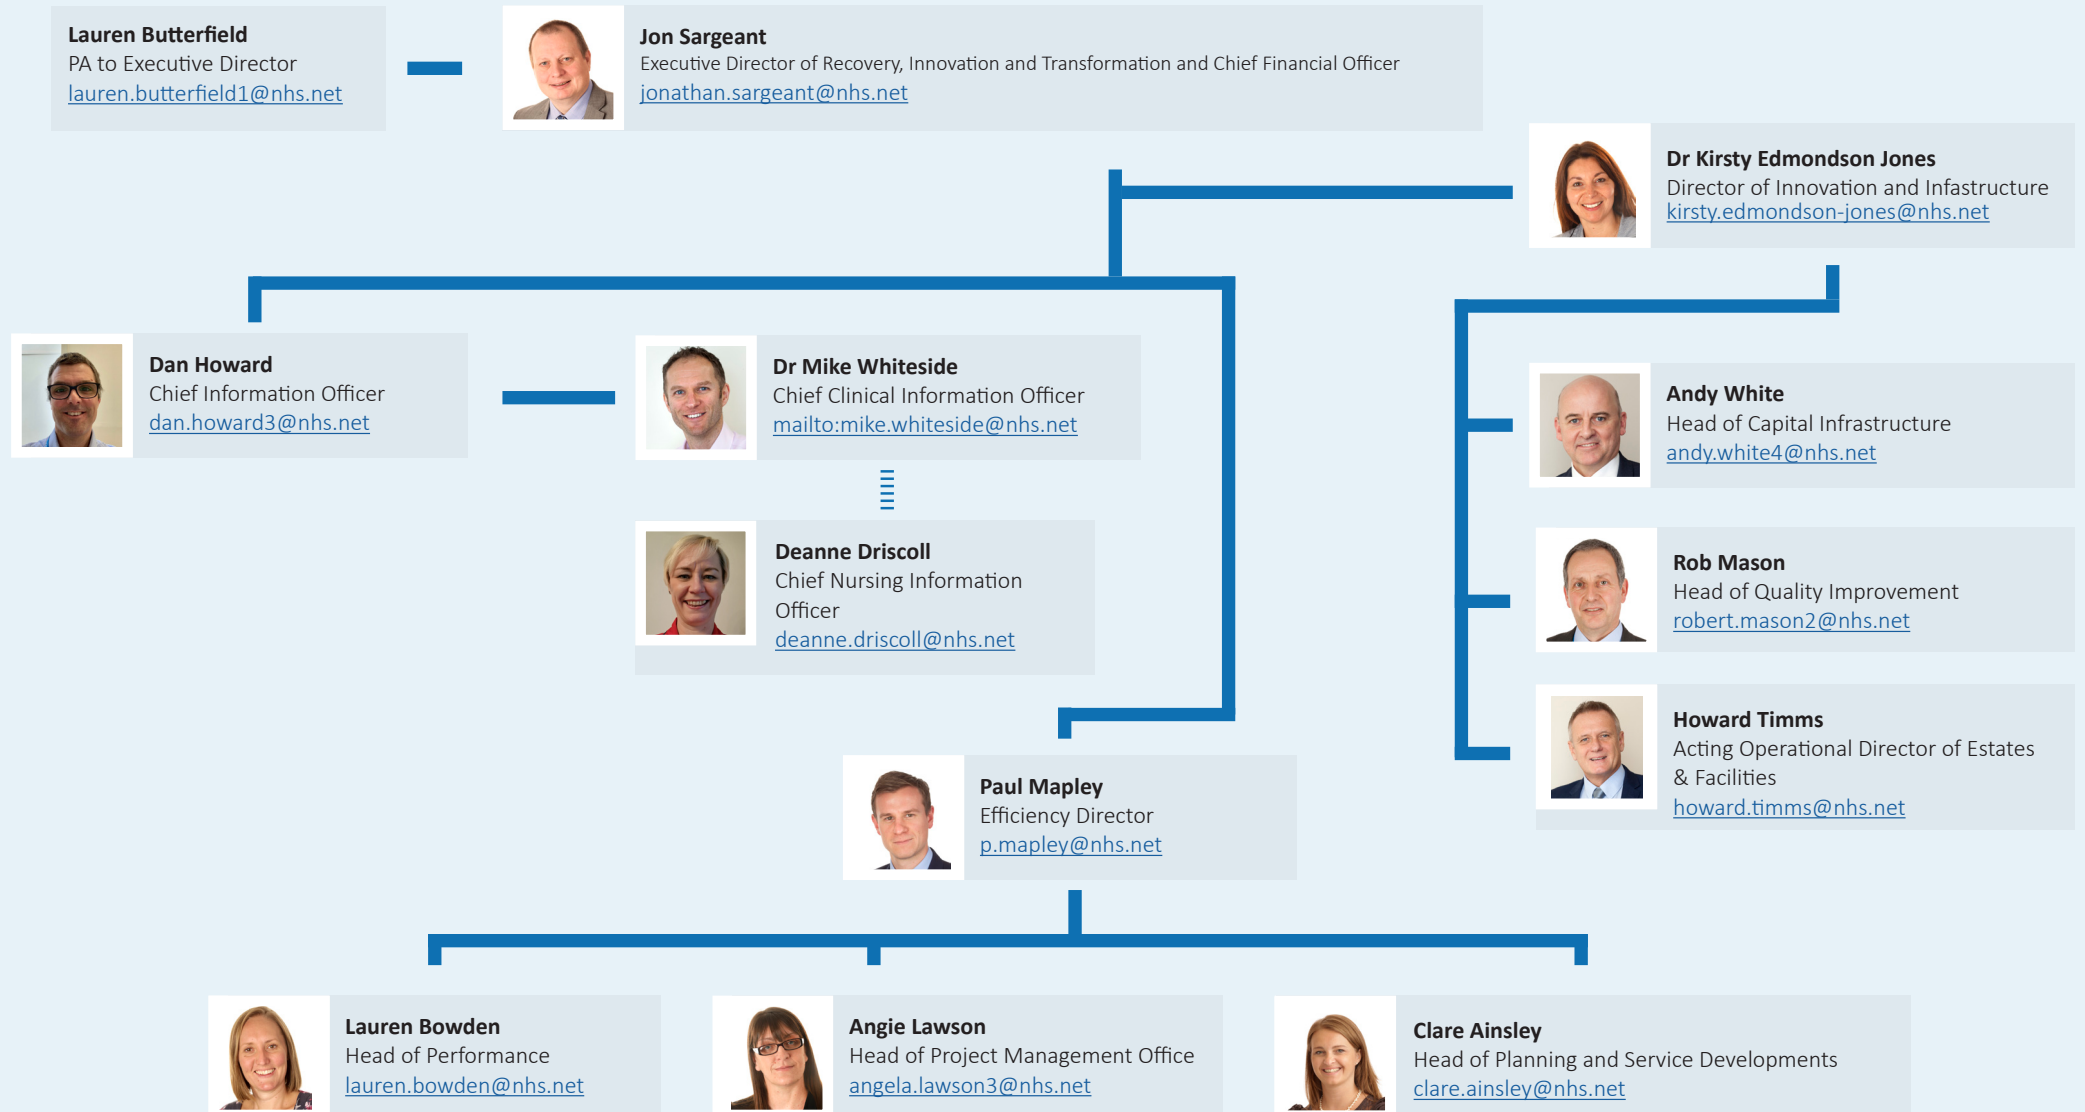 Lauren Butterfield
PA to Executive Director
lauren.butterfield1@nhs.net
Jon Sargeant
Executive Director of Recovery, Innovation and Transformation and Chief Financial Officer
jonathan.sargeant@nhs.net
Dr Kirsty Edmondson Jones
Director of Innovation and Infastructure
kirsty.edmondson-jones@nhs.net
Dan Howard
Chief Information Officer
dan.howard3@nhs.net
Dr Mike Whiteside
Chief Clinical Information Officer
mailto:mike.whiteside@nhs.net
Deanne Driscoll
Chief Nursing Information
Officer
deanne.driscoll@nhs.net
Andy White
Head of Capital Infrastructure
andy.white4@nhs.net
Rob Mason
Head of Quality Improvement
robert.mason2@nhs.net
Howard Timms
Acting Operational Director of Estates
& Facilities
howard.timms@nhs.net
Paul Mapley
Efficiency Director
p.mapley@nhs.net
Lauren Bowden
Head of Performance
lauren.bowden@nhs.net
Angie Lawson
Head of Project Management Office
angela.lawson3@nhs.net
Clare Ainsley
Head of Planning and Service Developments
clare.ainsley@nhs.net